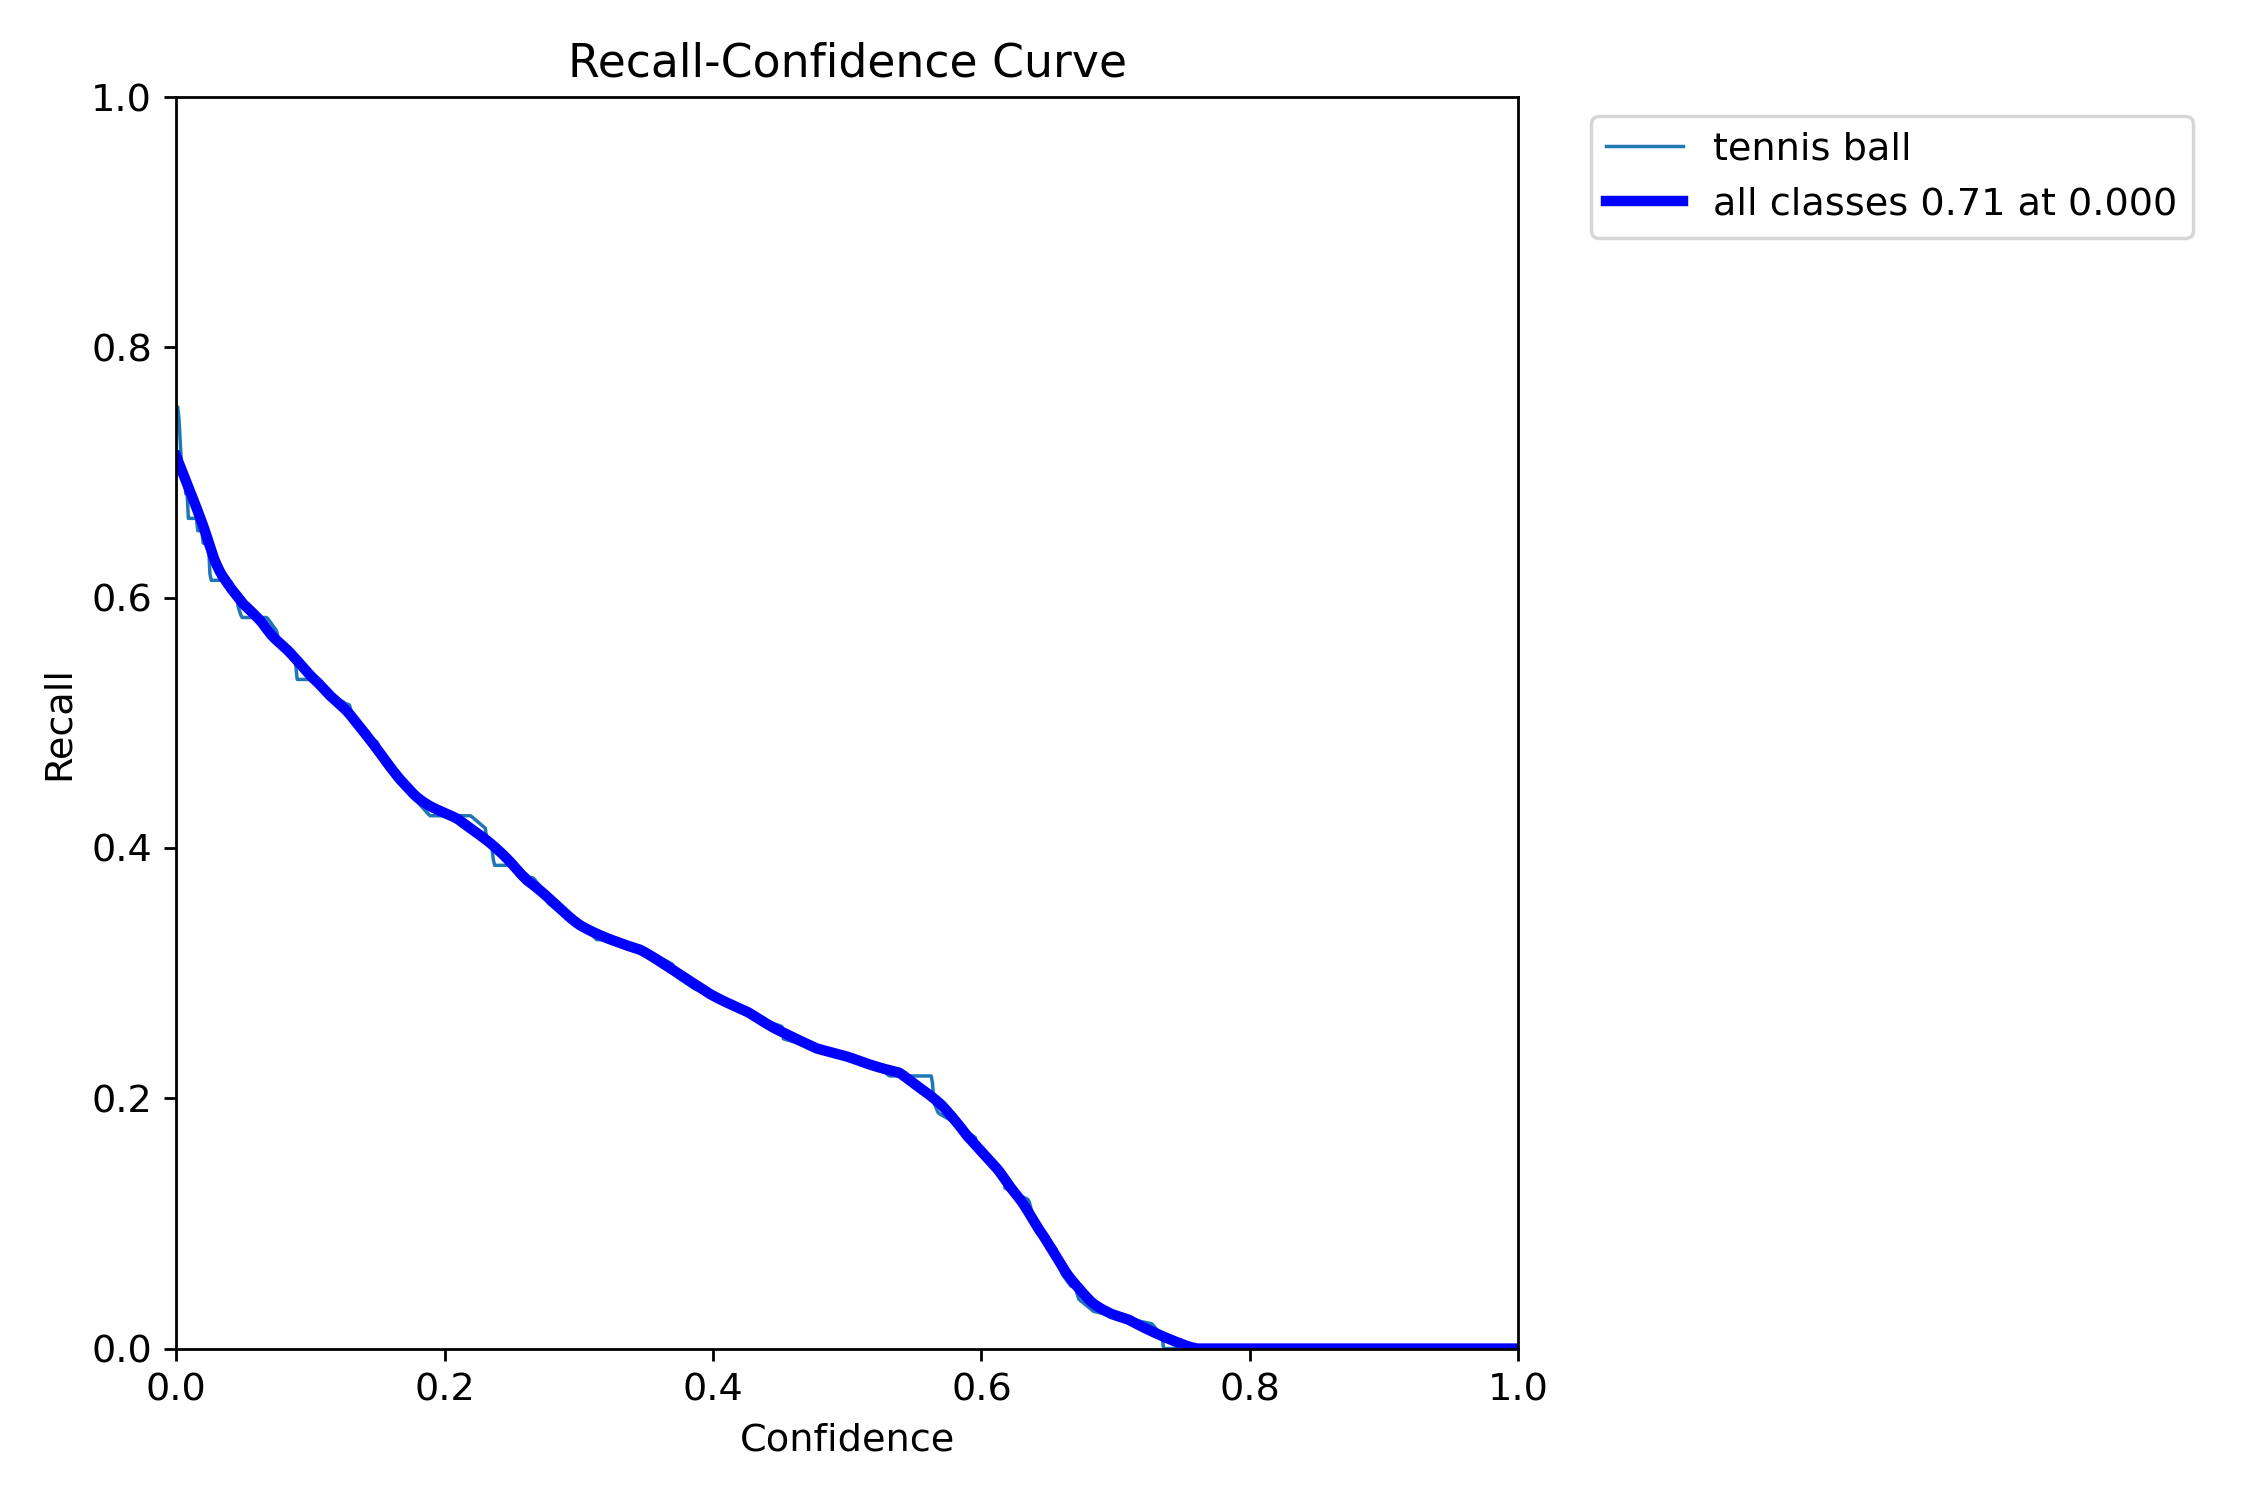 Recall-Confidence Curve
1.0
0.8
0.6
0.4
0.2
0.0
Recall
0.0 0.2 0.4 0.6 0.8 1.0
Confidence
tennis ball
all classes 0.71 at 0.000